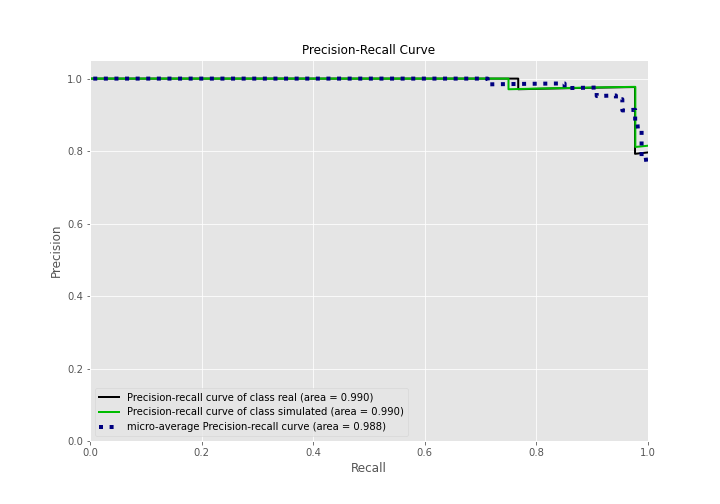 Precision-Recall Curve
1.0
0.8
0.6
0.4
0.2
0.0
Precision
Precision-recall curve of class real (area = 0.990)
Precision-recall curve of class simulated (area = 0.990)
micro-average Precision-recall curve (area = 0.988)
0.0 0.2 0.4 0.6 0.8 1.0
Recall